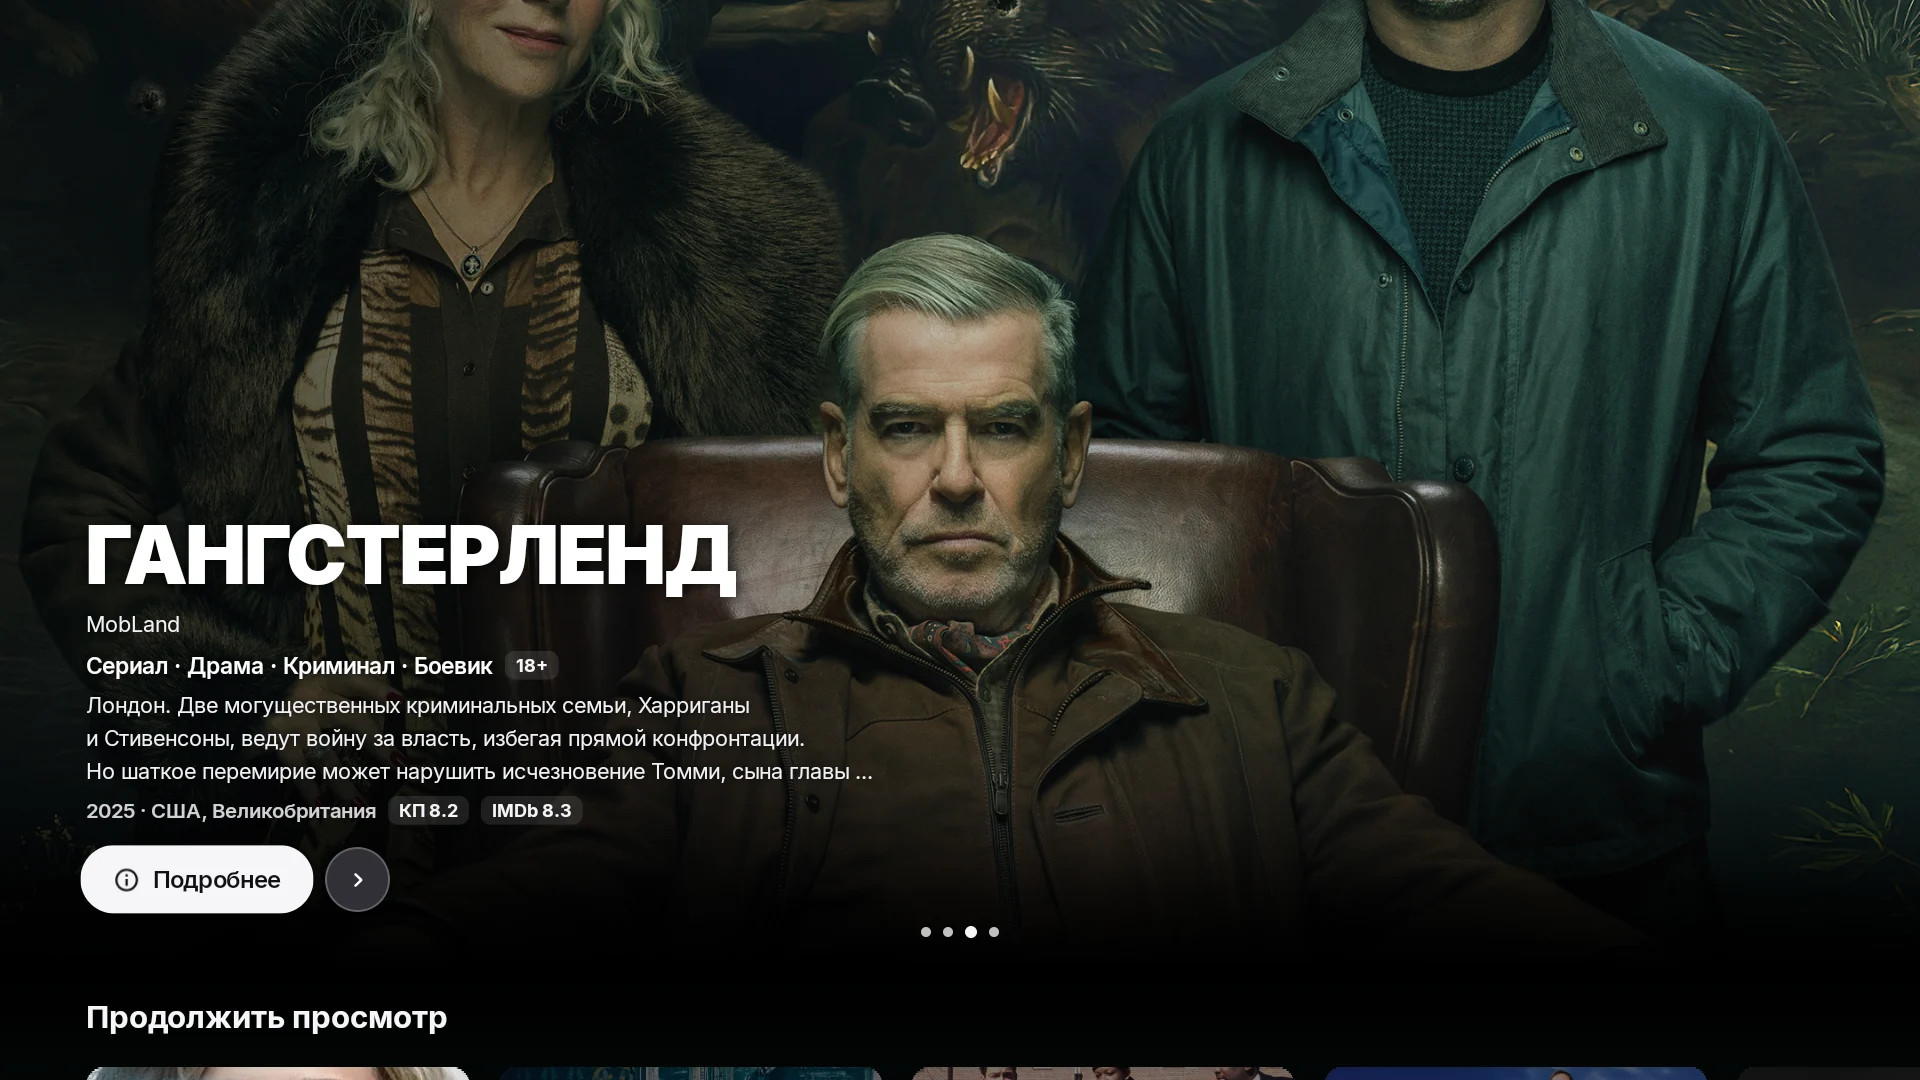 ГАНГСТЕРЛЕНД
MobLand
Сериал · Драма · Криминал · Боевик 18+
Лондон. Две могущественных криминальных семьи, Харриганы
и Стивенсоны, ведут войну за власть, избегая прямой конфронтации.
Но шаткое перемирие может нарушить исчезновение Томми, сына главы ...
2025 · США, Великобритания КП 8.2 IMDb 8.3
Подробнее
Продолжить просмотр